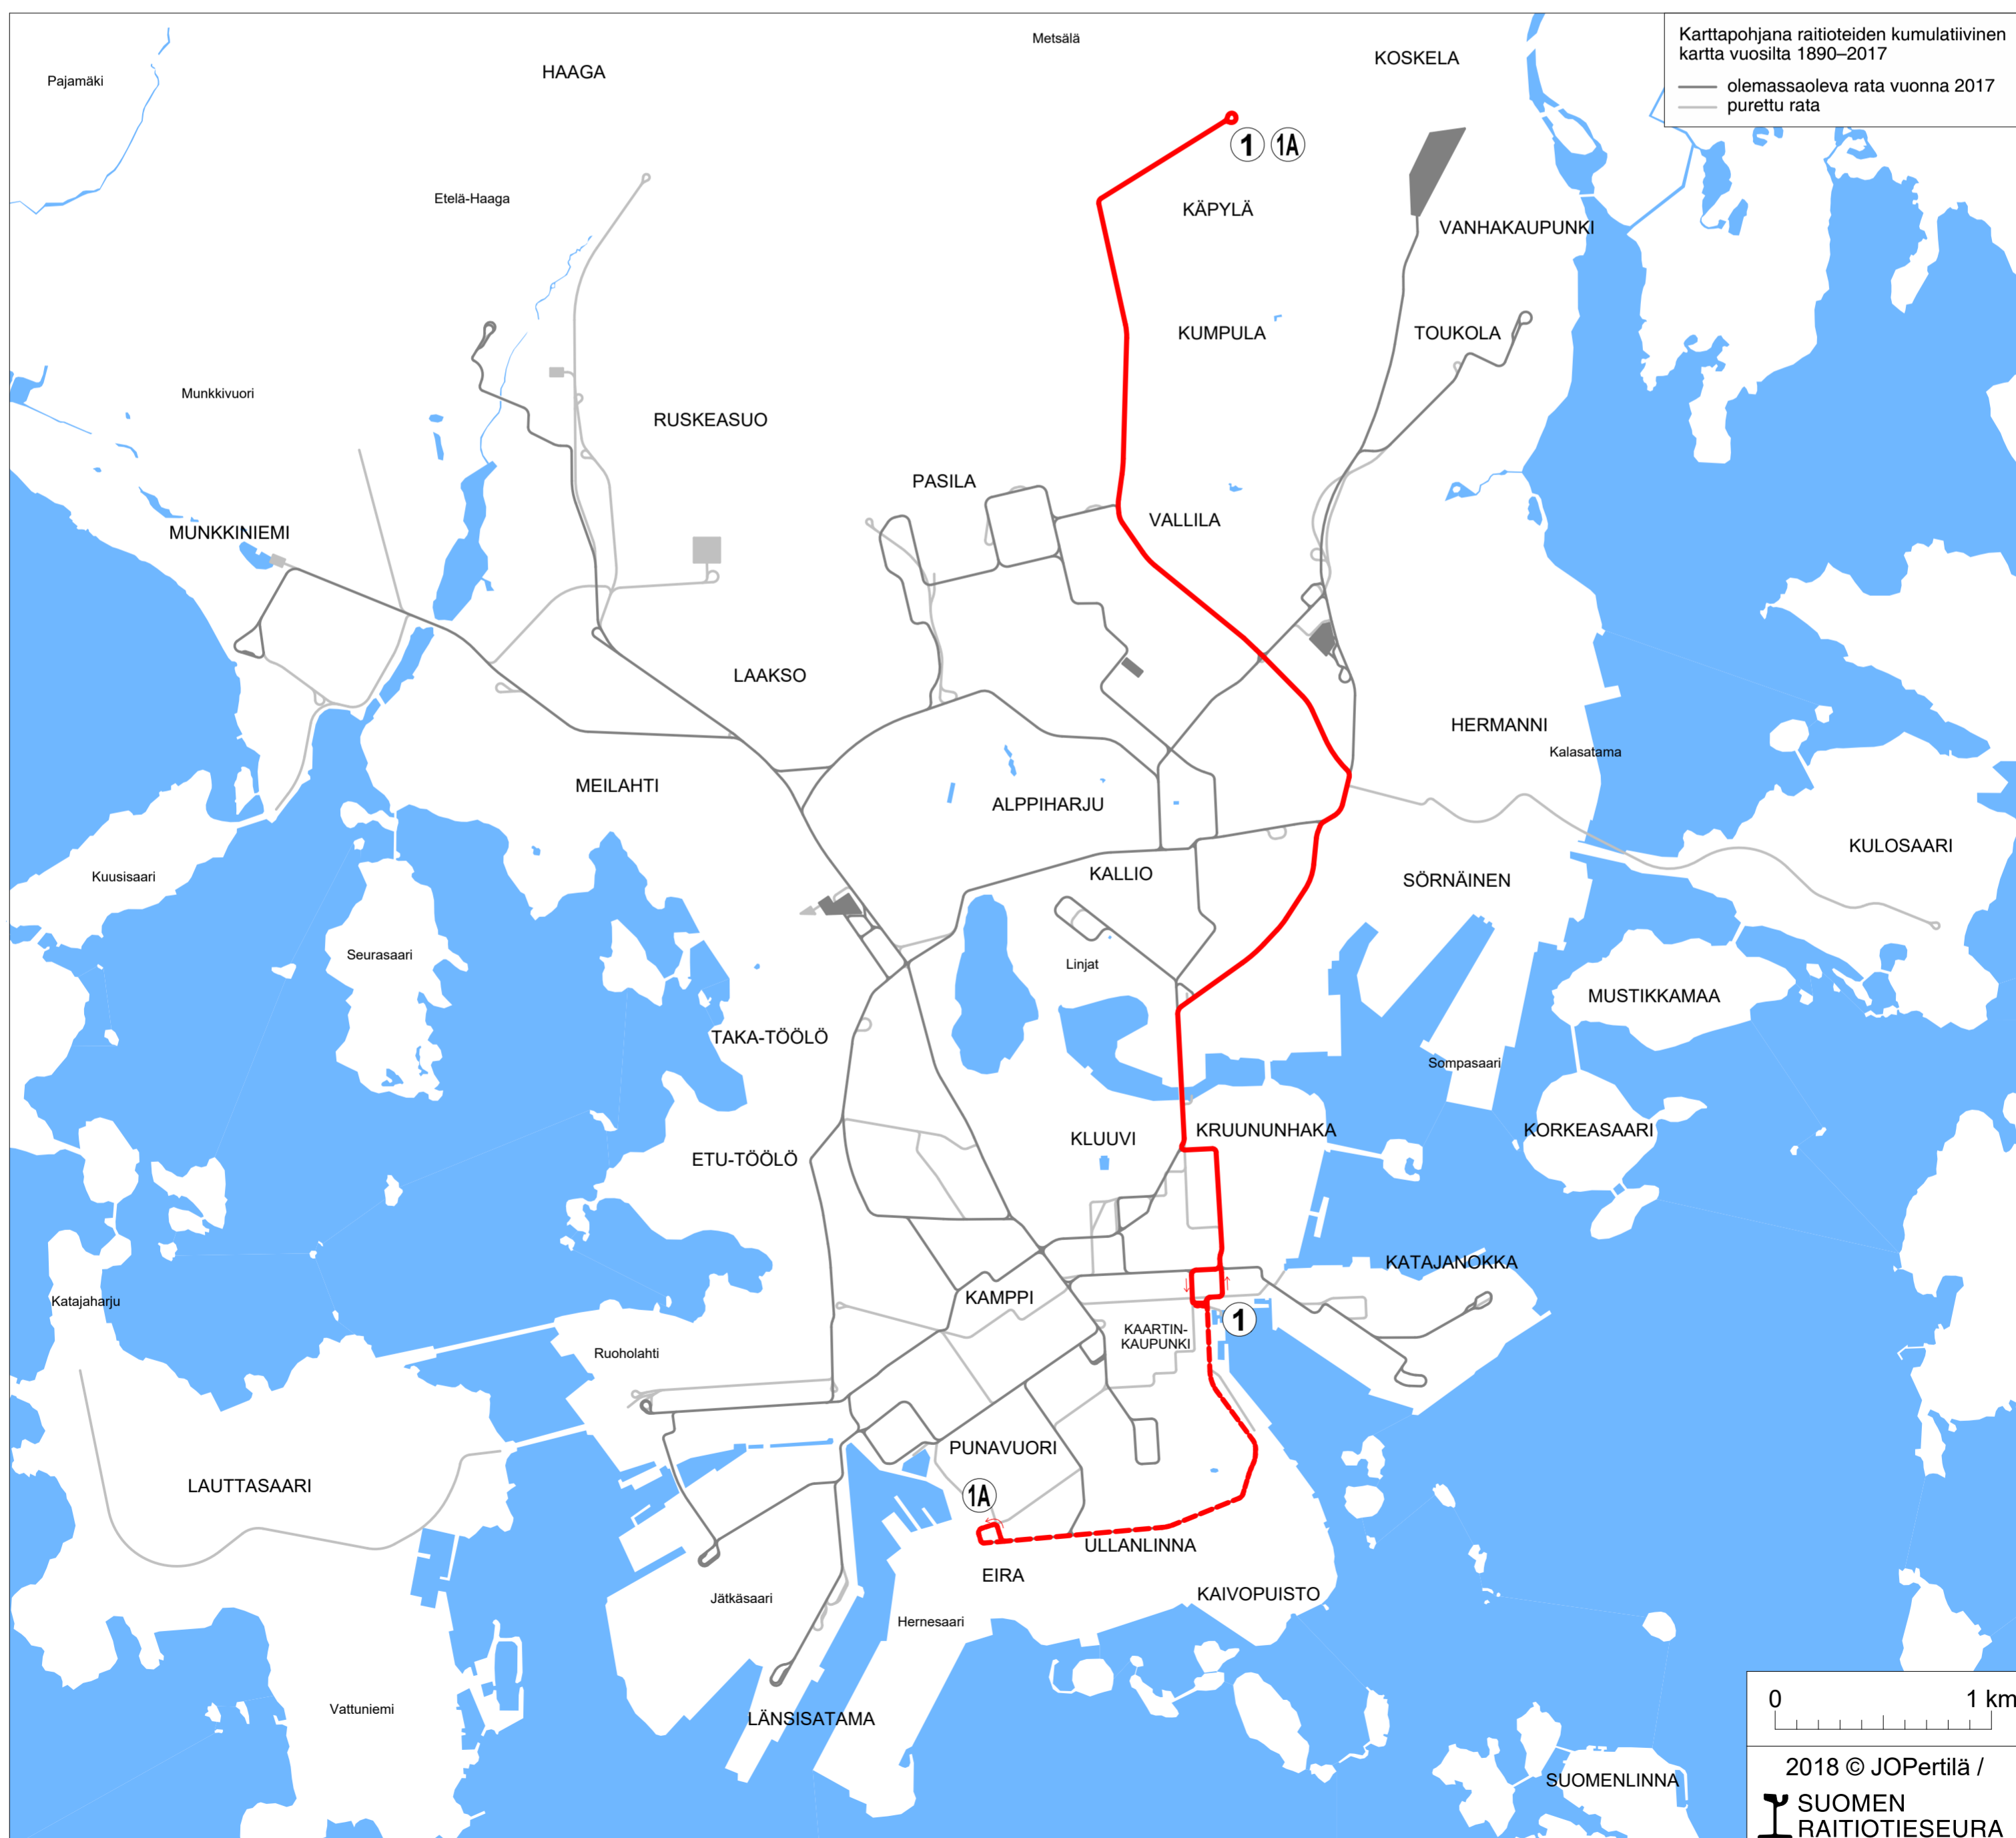 Karttapohjana raitioteiden kumulatiivinen
kartta vuosilta 1890–2017
olemassaoleva rata vuonna 2017
purettu rata
Metsälä
KOSKELA
HAAGA
Pajamäki
1 1A
Etelä-Haaga
KÄPYLÄ
VANHAKAUPUNKI
KUMPULA
TOUKOLA
Munkkivuori
RUSKEASUO
PASILA
VALLILA
MUNKKINIEMI
LAAKSO
HERMANNI
Kalasatama
MEILAHTI
ALPPIHARJU
KULOSAARI
Kuusisaari
KALLIO
SÖRNÄINEN
Seurasaari
Linjat
MUSTIKKAMAA
TAKA-TÖÖLÖ
Sompasaari
KLUUVI
KRUUNUNHAKA
KORKEASAARI
ETU-TÖÖLÖ
KATAJANOKKA
Katajaharju
KAMPPI
1
KAARTIN-
KAUPUNKI
Ruoholahti
PUNAVUORI
LAUTTASAARI
1A
ULLANLINNA
EIRA
KAIVOPUISTO
Jätkäsaari
Hernesaari
Vattuniemi
LÄNSISATAMA
SUOMENLINNA
0 1 km
2018 © JOPertilä /
SUOMEN
RAITIOTIESEURA